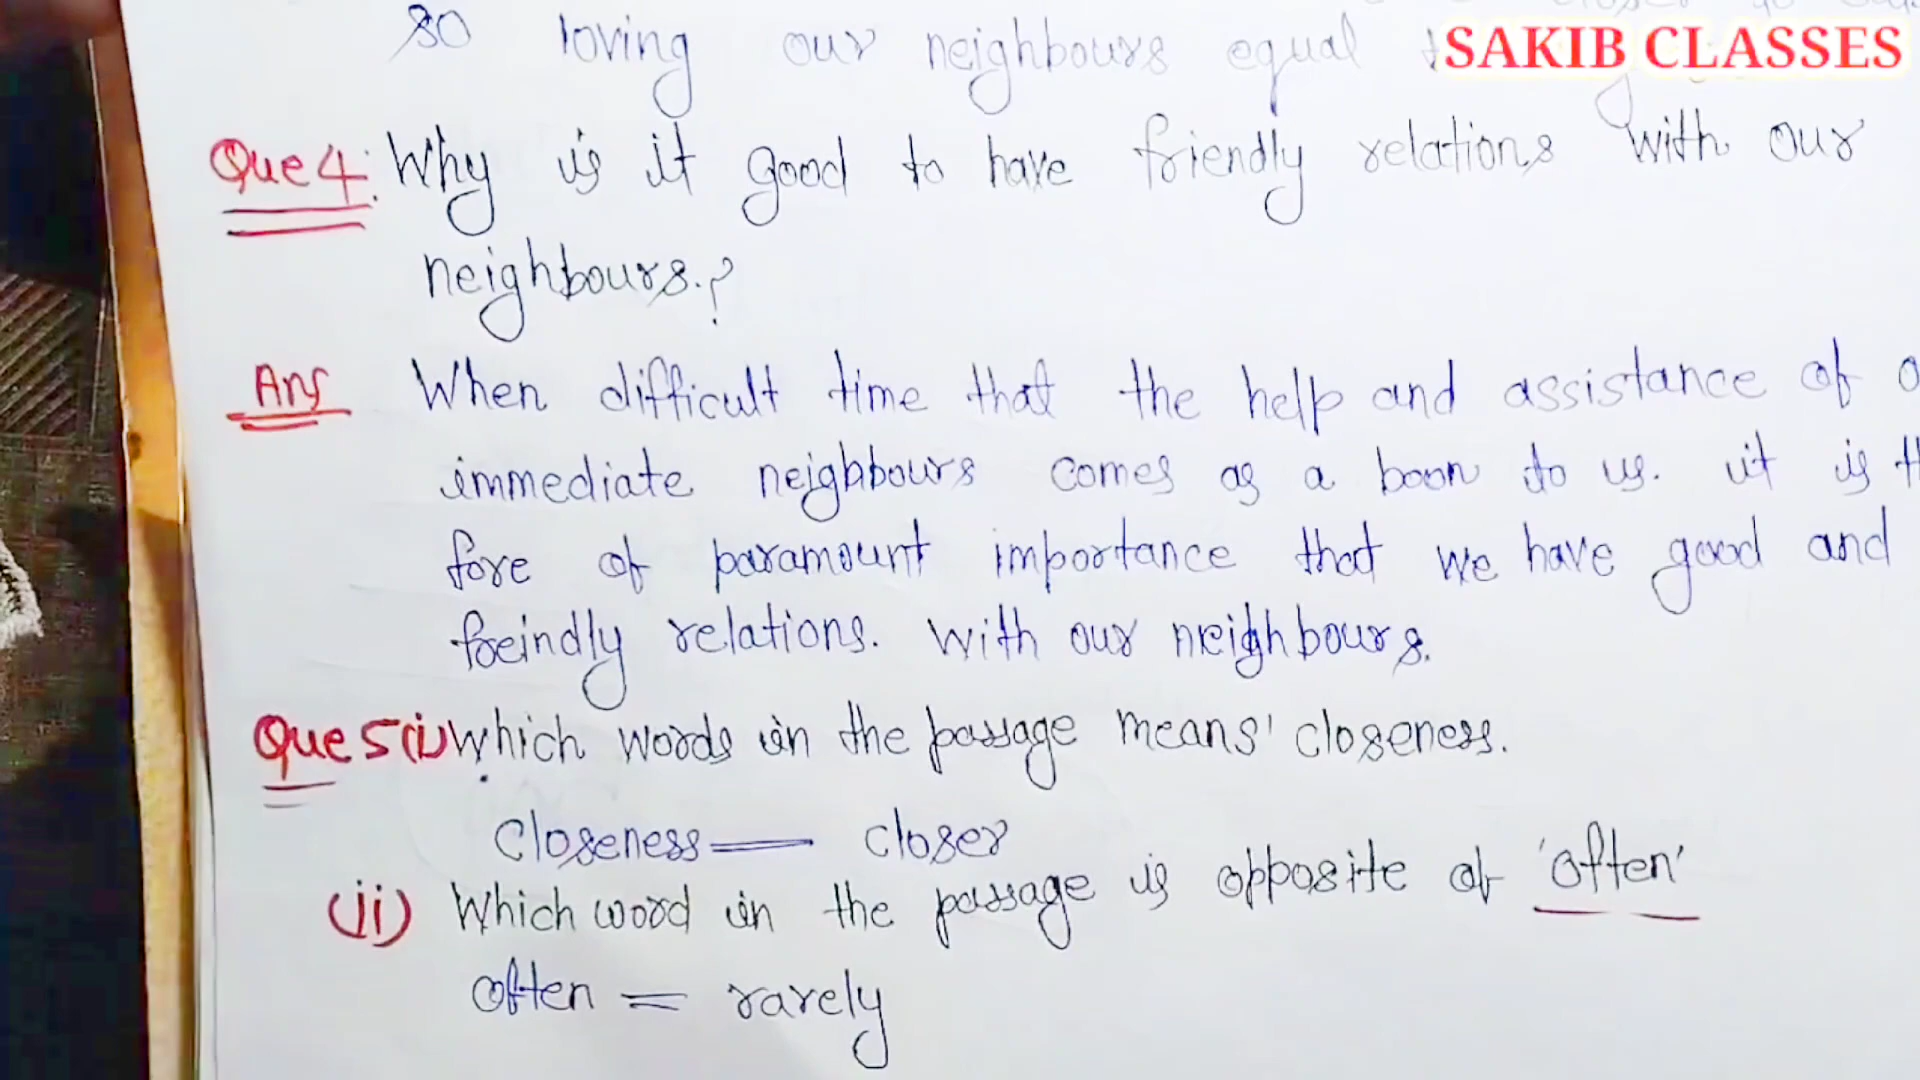 so loving our neighbours equal
SAKIB CLASSES
Que 4. Why is it good to have friendly relations with our
neighbours.?
Ans When difficult time that the help and assistance of
immediate neighbours comes as a boon to us. it is
fore of paramount importance that we have good and
freindly relations. With our neighbours.
Que 5(i) Which words in the passage means' closeness.
Closeness — closer
(ii) Which word in the passage is opposite of 'often'
Often = rarely